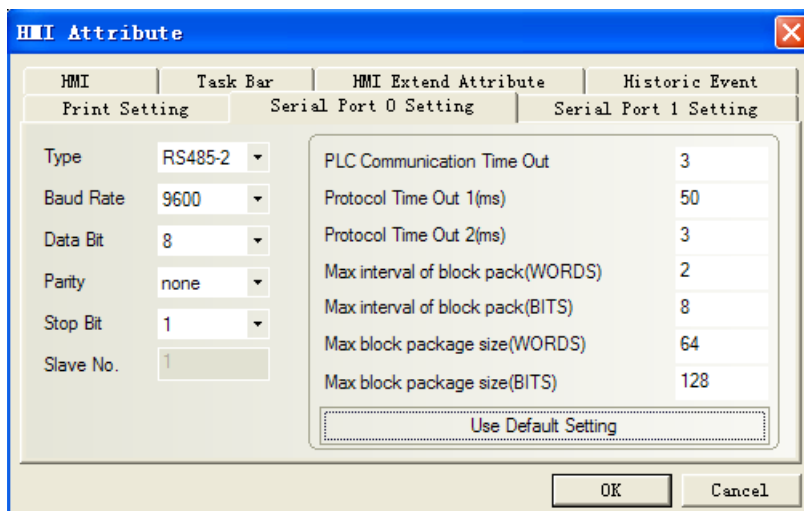 HMI Attribute
HMI Task Bar HMI Extend Attribute Historic Event
Print Setting Serial Port 0 Setting Serial Port 1 Setting
Type RS485-2
Baud Rate 9600
Data Bit 8
Parity none
Stop Bit 1
Slave No. 1
PLC Communication Time Out 3
Protocol Time Out 1(ms) 50
Protocol Time Out 2(ms) 3
Max interval of block pack(WORDS) 2
Max interval of block pack(BITS) 8
Max block package size(WORDS) 64
Max block package size(BITS) 128
Use Default Setting
OK Cancel